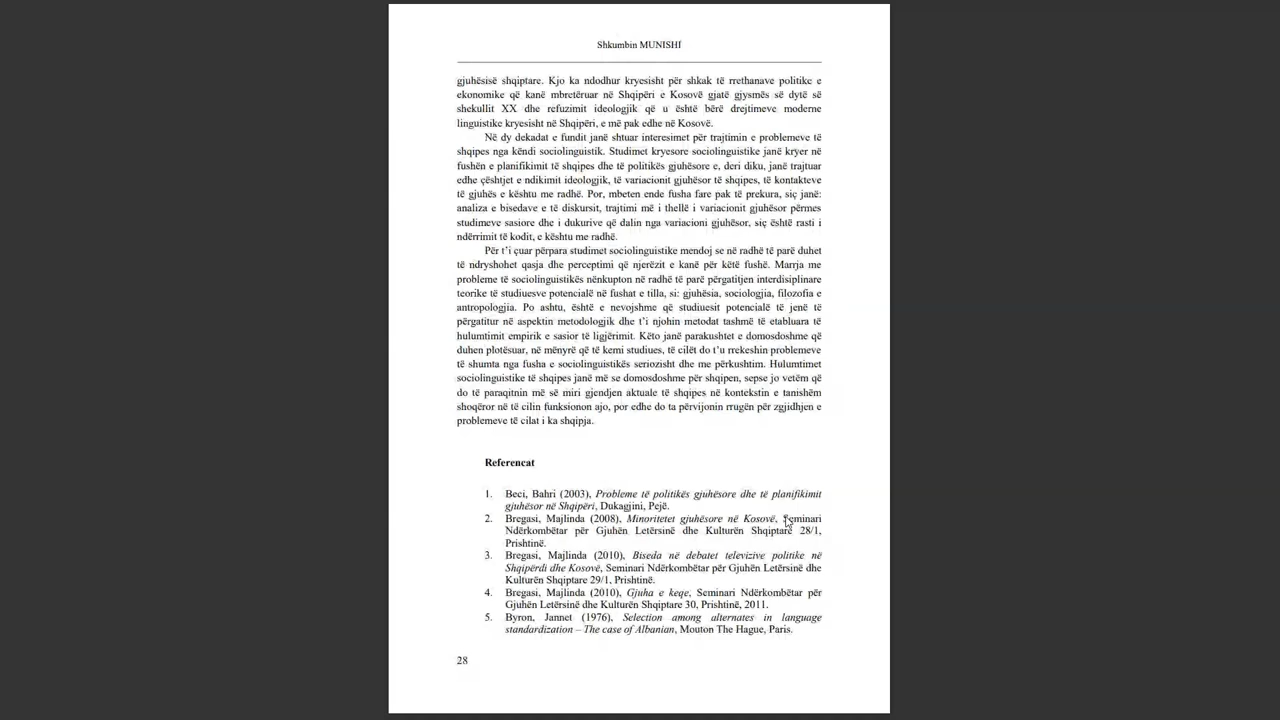 Shkumbin MUNISHI
gjuhësisë shqiptare. Kjo ka ndodhur kryesisht për shkak të rrethanave politike e
ekonomike që kanë mbretëruar në Shqipëri e Kosovë gjatë gjysmës së dytë së
shekullit XX dhe refuzimit ideologjik që u është bërë drejtimeve moderne
linguistike kryesisht në Shqipëri, e më pak edhe në Kosovë.
Në dy dekadat e fundit janë shtuar interesimet për trajtimin e problemeve të
shqipes nga këndi sociolinguistik. Studimet kryesore sociolinguistike janë kryer në
fushën e planifikimit të shqipes dhe të politikës gjuhësore e, deri diku, janë trajtuar
edhe çështjet e ndikimit ideologjik, të variacionit gjuhësor të shqipes, të kontakteve
të gjuhës e kështu me radhë. Por, mbeten ende fusha fare pak të prekura, siç janë:
analiza e bisedave e të diskursit, trajtimi më i thellë i variacionit gjuhësor përmes
studimeve sasiore dhe i dukurive që dalin nga variacioni gjuhësor, siç është rasti i
ndërrimit të kodit, e kështu me radhë.
Për t’i çuar përpara studimet sociolinguistike mendoj se në radhë të parë duhet
të ndryshohet qasja dhe perceptimi që njerëzit e kanë për këtë fushë. Marrja me
probleme të sociolinguistikës nënkupton në radhë të parë përgatitjen interdisiplinare
teorike të studiuesve potencialë në fushat e tilla, si: gjuhësia, sociologjia, filozofia e
antropologjia. Po ashtu, është e nevojshme që studiuesit potencialë të jenë të
përgatitur në aspektin metodologjik dhe t’i njohin metodat tashmë të etabluara të
hulumtimit empirik e sasior të ligjërimit. Këto janë parakushtet e domosdoshme që
duhen plotësuar, në mënyrë që të kemi studiues, të cilët do t’u rrekeshin problemeve
të shumta nga fusha e sociolinguistikës seriozisht dhe me përkushtim. Hulumtimet
sociolinguistike të shqipes janë më se domosdoshme për shqipen, sepse jo vetëm që
do të paraqitnin më së miri gjendjen aktuale të shqipes në kontekstin e tanishëm
shoqëror në të cilin funksionon ajo, por edhe do ta përvijonin rrugën për zgjidhjen e
problemeve të cilat i ka shqipja.
Referencat
1. Beci, Bahri (2003), Probleme të politikës gjuhësore dhe të planifikimit
gjuhësor në Shqipëri, Dukagjini, Pejë.
2. Bregasi, Majlinda (2008), Minoritetet gjuhësore në Kosovë, Seminari
Ndërkombëtar për Gjuhën Letërsinë dhe Kulturën Shqiptare 28/1,
Prishtinë.
3. Bregasi, Majlinda (2010), Biseda në debatet televizive politike në
Shqipërdi dhe Kosovë, Seminari Ndërkombëtar për Gjuhën Letërsinë dhe
Kulturën Shqiptare 29/1, Prishtinë.
4. Bregasi, Majlinda (2010), Gjuha e keqe, Seminari Ndërkombëtar për
Gjuhën Letërsinë dhe Kulturën Shqiptare 30, Prishtinë, 2011.
5. Byron, Jannet (1976), Selection among alternates in language
standardization – The case of Albanian, Mouton The Hague, Paris.
28